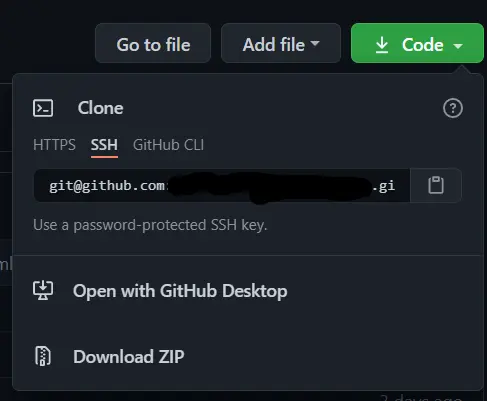 Go to file Add file Code
Clone
HTTPS SSH GitHub CLI
git@github.com: .gi
Use a password-protected SSH key.
Open with GitHub Desktop
Download ZIP